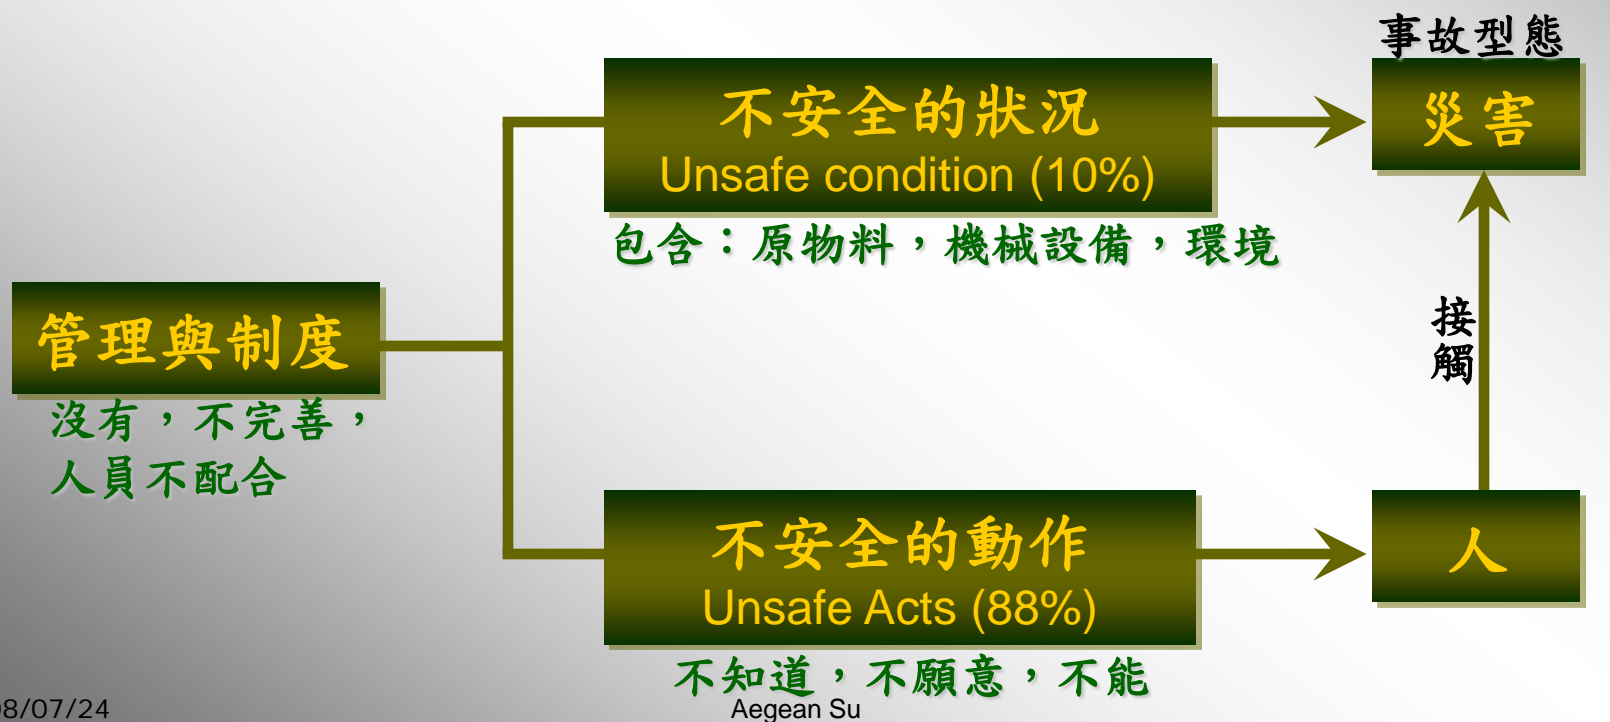 事故型態
不安全的狀況
Unsafe condition (10%)
災害
包含：原物料，機械設備，環境
管理與制度
沒有，不完善，
人員不配合
接觸
不安全的動作
Unsafe Acts (88%)
人
不知道，不願意，不能
8/07/24
Aegean Su